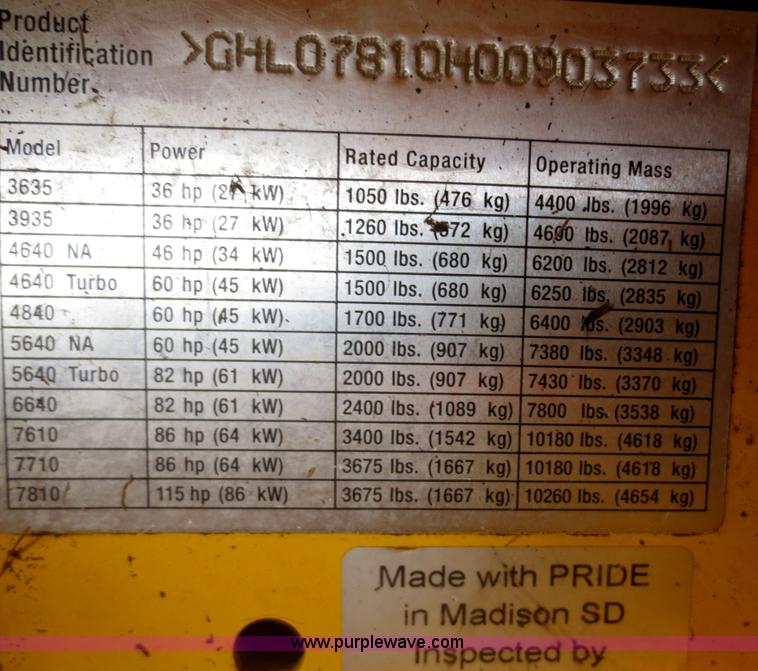 Product
Identification
Number.
>GHL07810H00903733<
Model Power Rated Capacity Operating Mass
3635 36 hp (27 kW) 1050 lbs. (476 kg) 4400 lbs. (1996 kg)
3935 36 hp (27 kW) 1260 lbs. (572 kg) 4600 lbs. (2087 kg)
4640 NA 46 hp (34 kW) 1500 lbs. (680 kg) 6200 lbs. (2812 kg)
4640 Turbo 60 hp (45 kW) 1500 lbs. (680 kg) 6250 lbs. (2835 kg)
4840 60 hp (45 kW) 1700 lbs. (771 kg) 6400 lbs. (2903 kg)
5640 NA 60 hp (45 kW) 2000 lbs. (907 kg) 7380 lbs. (3348 kg)
5640 Turbo 82 hp (61 kW) 2000 lbs. (907 kg) 7430 lbs. (3370 kg)
6640 82 hp (61 kW) 2400 lbs. (1089 kg) 7800 lbs. (3538 kg)
7610 86 hp (64 kW) 3400 lbs. (1542 kg) 10180 lbs. (4618 kg)
7710 86 hp (64 kW) 3675 lbs. (1667 kg) 10180 lbs. (4618 kg)
7810 115 hp (86 kW) 3675 lbs. (1667 kg) 10260 lbs. (4654 kg)
Made with PRIDE
in Madison SD
Inspected by
www.purplewave.com